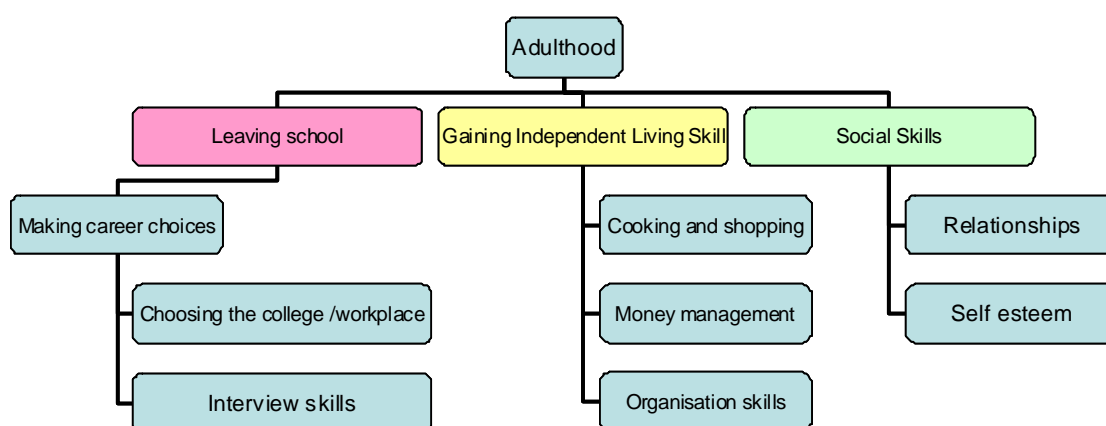 Adulthood
Leaving school
Gaining Independent Living Skill
Social Skills
Making career choices
Cooking and shopping
Relationships
Choosing the college /workplace
Money management
Self esteem
Interview skills
Organisation skills